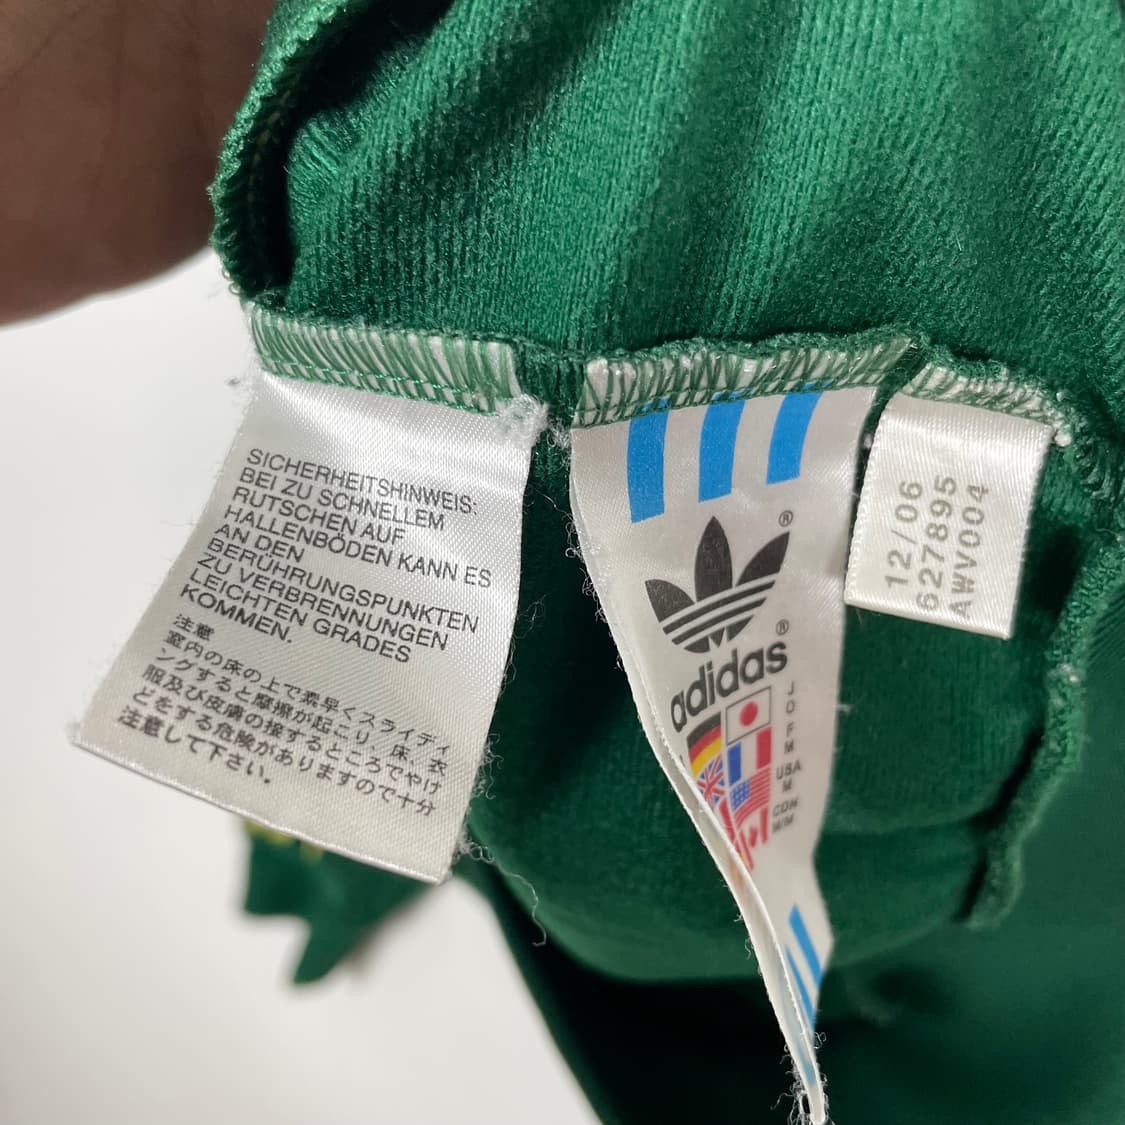 SICHERHEITSHINWEIS:
BEI ZU SCHNELLEM
RUTSCHEN AUF
HALLENBÖDEN KANN ES
AN DEN
BERÜHRUNGSPUNKTEN
ZU VERBRENNUNGEN
LEICHTEN GRADES
KOMMEN.
注意
室内の床の上で素早くスライディ
ングすると摩擦が起こり、床、衣
服及び皮膚の接するところでやけ
どをする危険がありますので十分
注意して下さい。
®
®
adidas
J
O
F
M
USA
M
CDN
MM
12/06
627895
AWV004